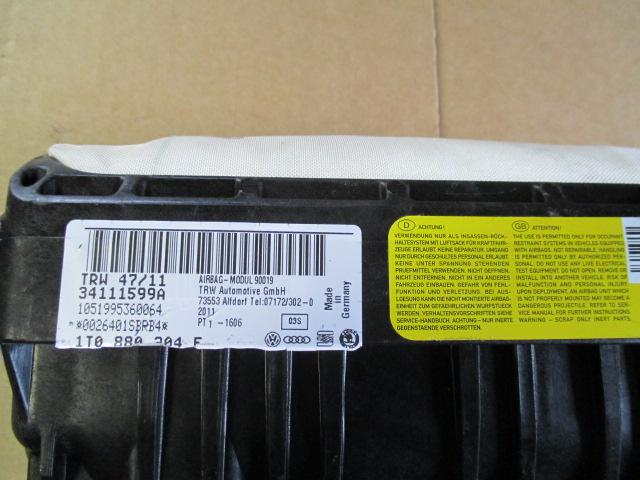 TRW 47/11
34111599A
1051995360064
*0026401SBRB4*
1T0 880 204 E
AIRBAG-MODUL 90019
TRW Automotive GmbH
73553 Alfdorf Tel:07172/302-0
2011
PT1 -1606
03S
Made in
Germany
D ACHTUNG!
VERWENDUNG NUR ALS INSASSEN-RÜCK-
HALTESYSTEM MIT LUFTSACK FÜR KRAFTFAHR-
ZEUGE ERLAUBT. KEINE REPARATUR. UMGANG
NUR DURCH GESCHULTES PERSONAL ERLAUBT.
KEINE UNTER SPANNUNG STEHENDEN
PRUEFMITTEL VERWENDEN. NICHT OEFFNEN,
NICHT ENTFERNEN. NICHT IN EIN ANDERES
FAHRZEUG EINBAUEN. GEFAHR VON FEHL-
FUNKTION UND VERLETZUNG. BEI AUS-
LOESUNG KANN DIE NICHT MONTIERTE AIRBAG-
EINHEIT ZUM GEFAEHRLICHEN WURFSTUECK
WERDEN. VERHALTENSVORSCHRIFTEN SIEHE
SERVICE-HANDBUCH, ACHTUNG - NUR INERTE
GASGENERATOREN VERSCHROTTEN.
GB ATTENTION!
THE USE IS PERMITTED ONLY FOR OCCUPANT
RESTRAINT SYSTEMS IN VEHICLES EQUIPPED
WITH AIRBAGS. NOT REPAIRABLE. HANDLING
IS PERMITTED ONLY BY AUTHORIZED PER-
SONAL. DO NOT USE ANY LIVE ELECTRICAL
TEST EQUIPMENT. DO NOT OPEN, REMOVE OR
INSTALL INTO ANOTHER VEHICLE. RISK OF
MALFUNCTION AND PERSONAL INJURY.
UPON DEPLOYMENT, AN AIRBAG UNIT WHICH
IS NOT PROPERLY MOUNTED MAY BECOME A
DANGEROUS PROJECTILE. REFER TO THE SER-
VICE MANUAL FOR FURTHER INSTRUCTIONS.
WARNING - SCRAP ONLY INERT PARTS.